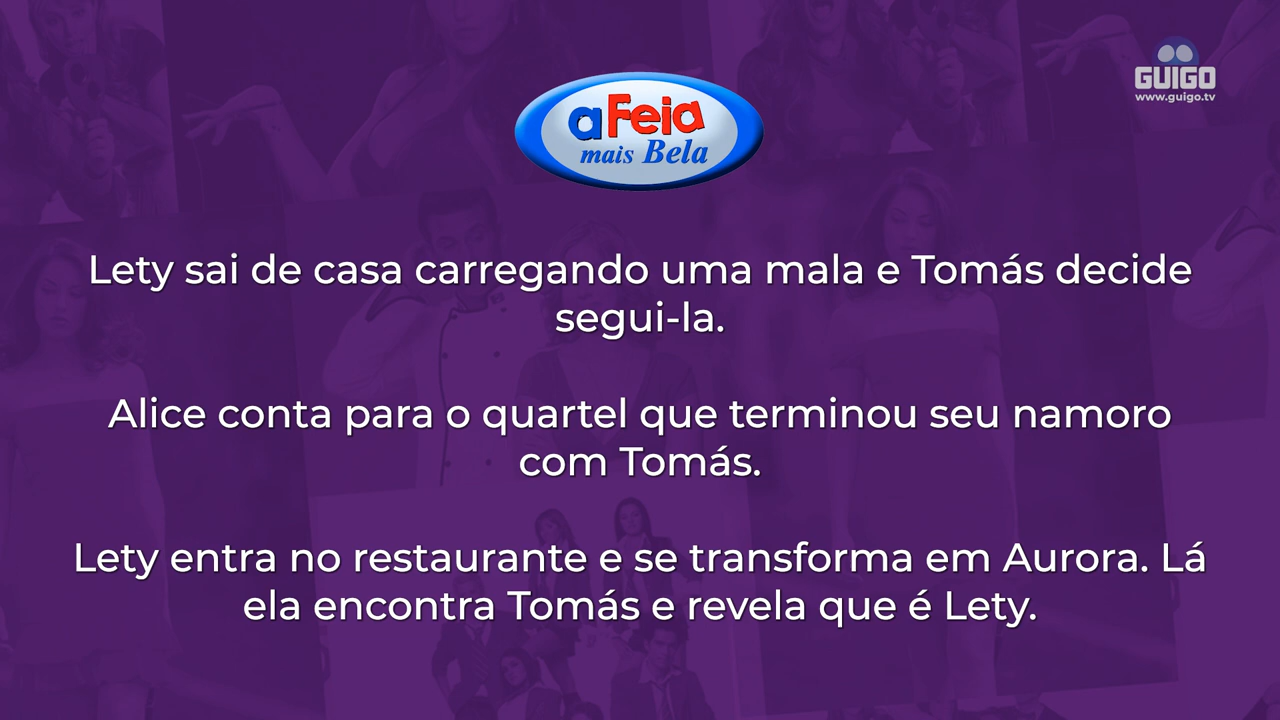 GUIGO
www.guigo.tv
a Feia
mais Bela
Lety sai de casa carregando uma mala e Tomás decide
segui-la.
Alice conta para o quartel que terminou seu namoro
com Tomás.
Lety entra no restaurante e se transforma em Aurora. Lá
ela encontra Tomás e revela que é Lety.